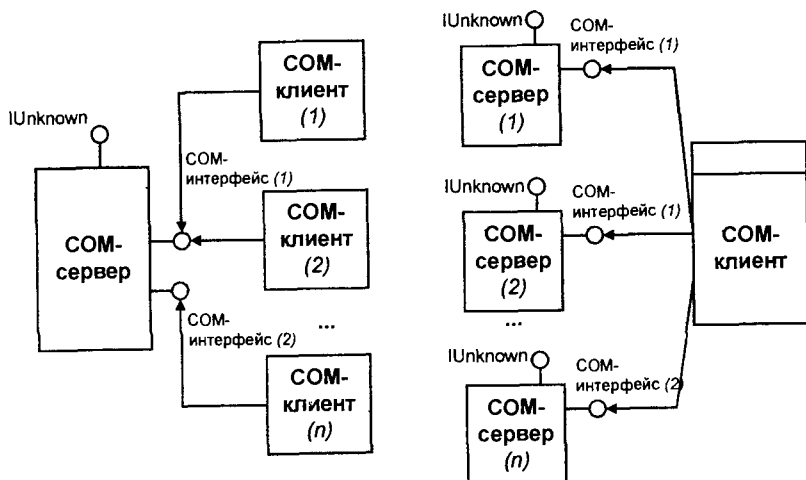 IUnknown
COM-
сервер
COM-
интерфейс (1)
COM-
интерфейс (2)
COM-
клиент
(1)
COM-
клиент
(2)
...
COM-
клиент
(n)
IUnknown
COM-
интерфейс (1)
COM-
сервер
(1)
IUnknown
COM-
интерфейс (1)
COM-
сервер
(2)
...
IUnknown
COM-
интерфейс (2)
COM-
сервер
(n)
COM-
клиент